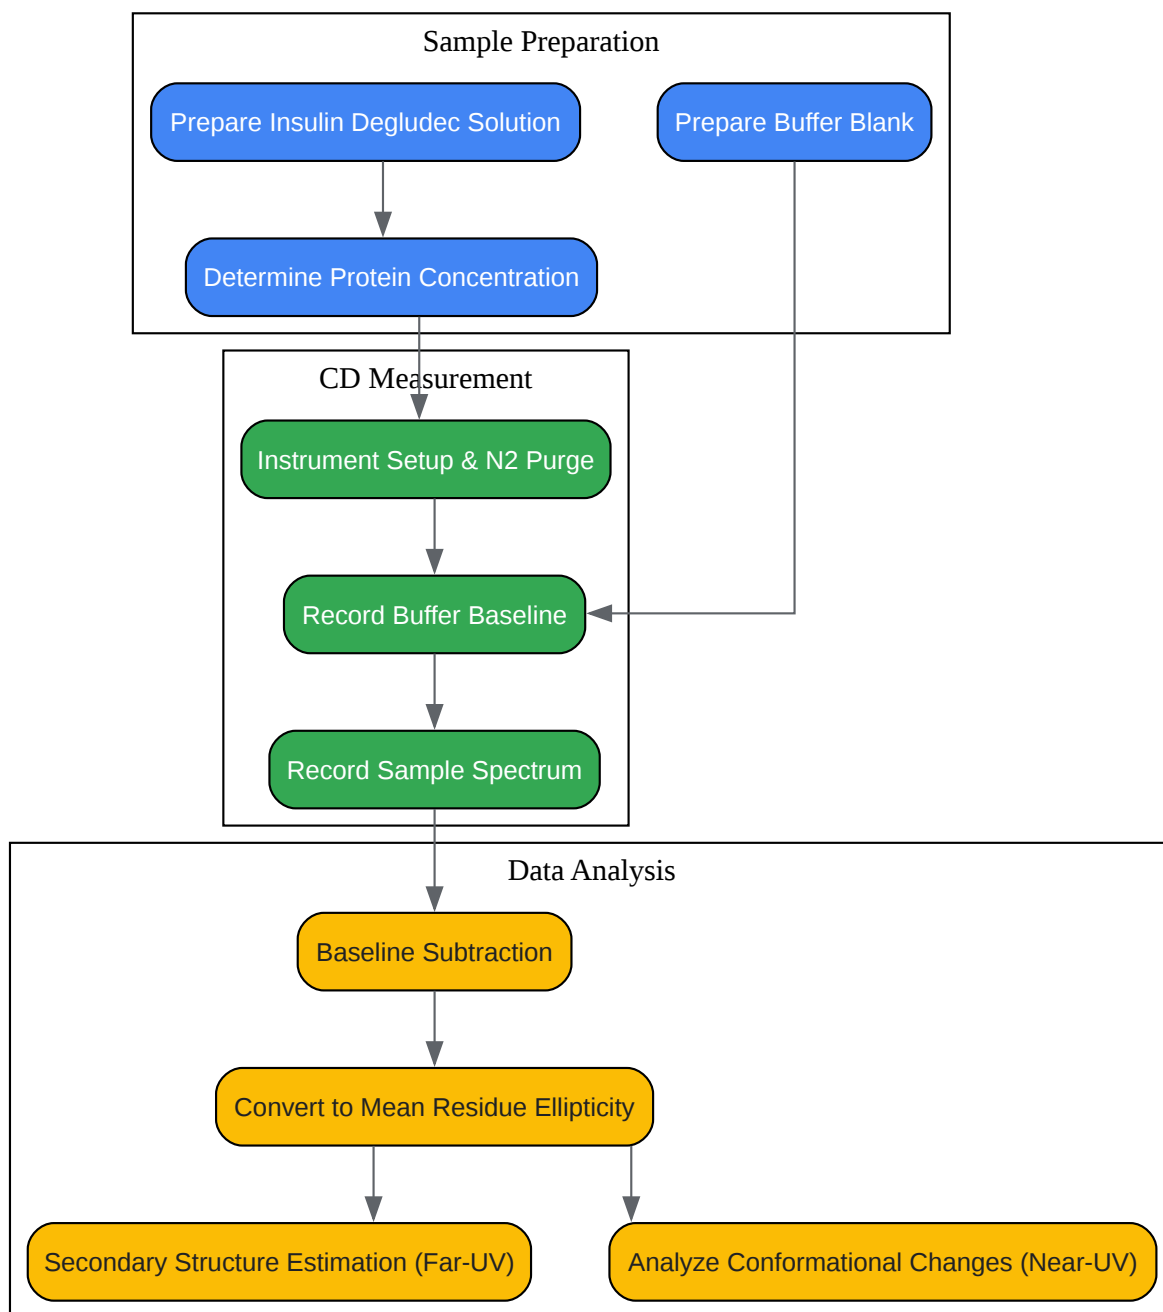 Sample Preparation
Prepare Insulin Degludec Solution
Prepare Buffer Blank
Determine Protein Concentration
CD Measurement
Instrument Setup & N2 Purge
Record Buffer Baseline
Record Sample Spectrum
Data Analysis
Baseline Subtraction
Convert to Mean Residue Ellipticity
Secondary Structure Estimation (Far-UV)
Analyze Conformational Changes (Near-UV)